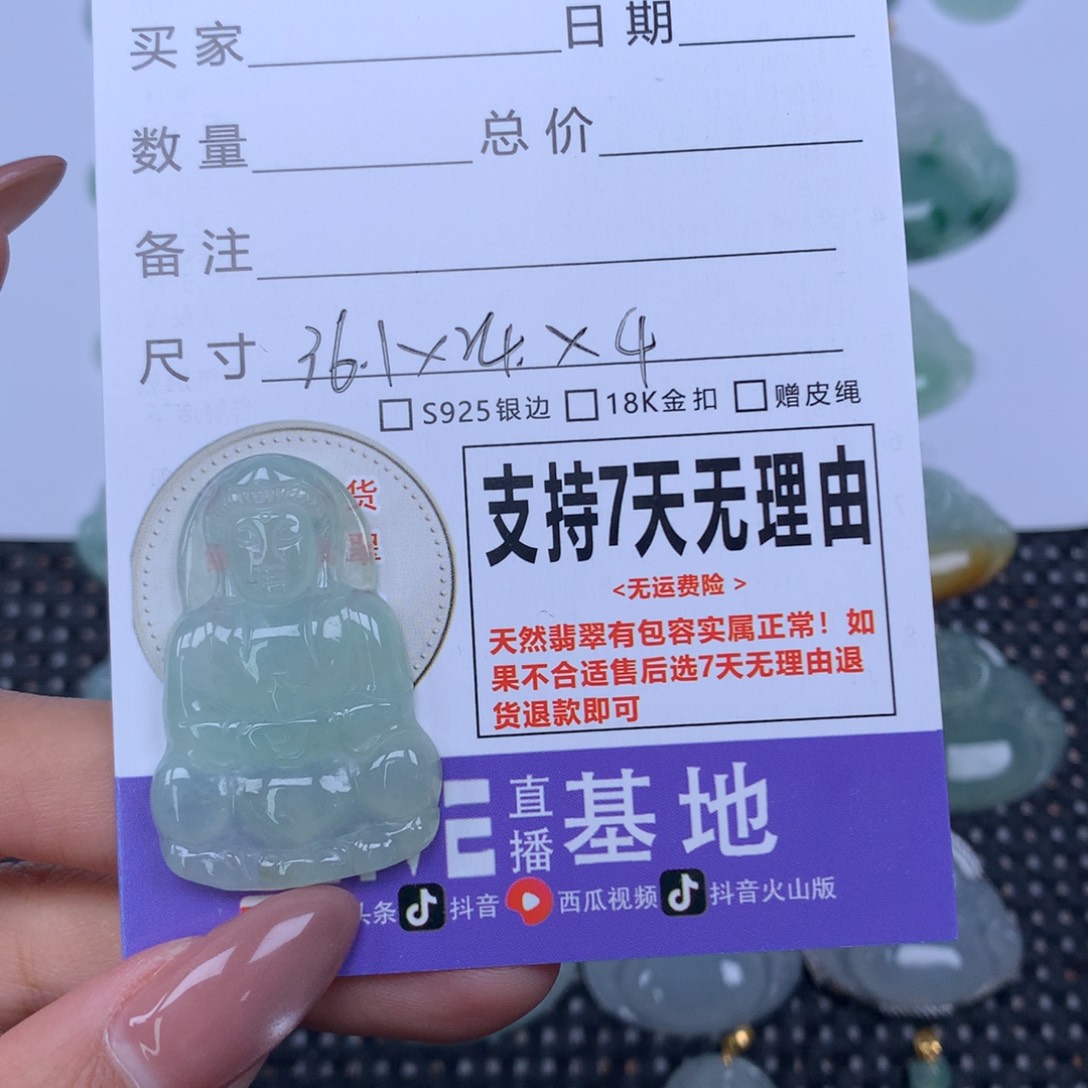 买家 日期
数量 总价
备注
尺寸 36.1×24.×4
S925银边 18K金扣 赠皮绳
货
翠
支持7天无理由
<无运费险 >
天然翡翠有包容实属正常！如
果不合适售后选7天无理由退
货退款即可
VE 直播 基地
头条 抖音 西瓜视频 抖音火山版